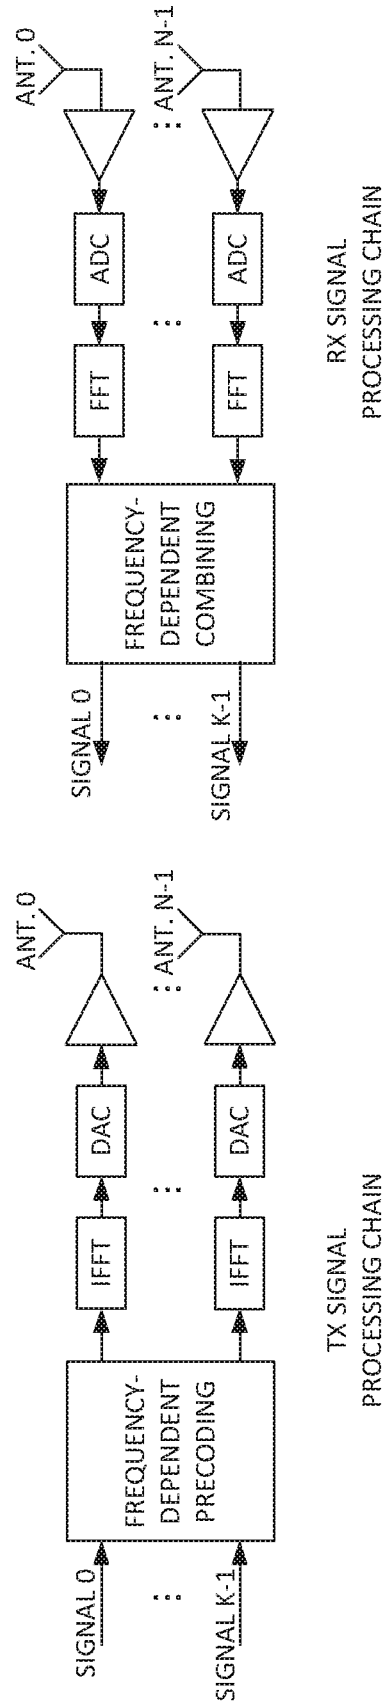 SIGNAL 0
SIGNAL K-1
FREQUENCY-
DEPENDENT
PRECODING
IFFT
DAC
ANT. 0
IFFT
DAC
ANT. N-1
TX SIGNAL
PROCESSING CHAIN
SIGNAL 0
SIGNAL K-1
FREQUENCY-
DEPENDENT
COMBINING
FFT
ADC
ANT. 0
FFT
ADC
ANT. N-1
RX SIGNAL
PROCESSING CHAIN